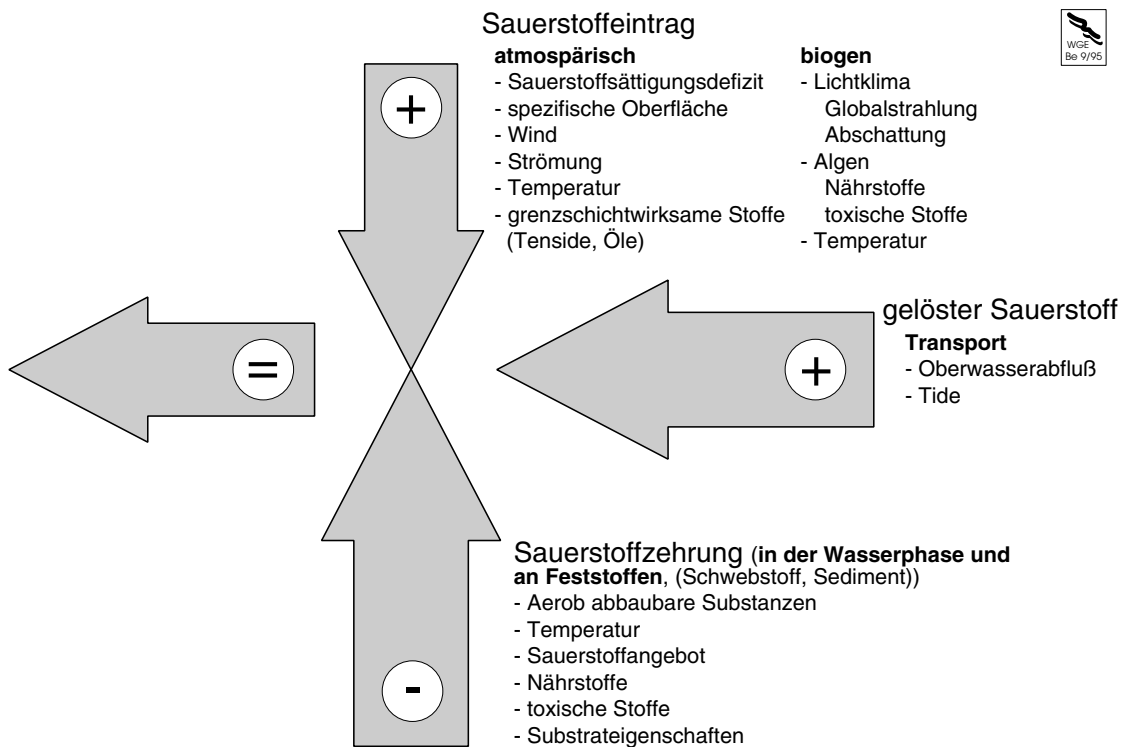 Sauerstoffeintrag
atmospärisch
- Sauerstoffsättigungsdefizit
- spezifische Oberfläche
- Wind
- Strömung
- Temperatur
- grenzschichtwirksame Stoffe
(Tenside, Öle)
biogen
- Lichtklima
Globalstrahlung
Abschattung
- Algen
Nährstoffe
toxische Stoffe
- Temperatur
WGE
Be 9/95
+
gelöster Sauerstoff
Transport
- Oberwasserabfluß
- Tide
+
=
Sauerstoffzehrung (in der Wasserphase und
an Feststoffen, (Schwebstoff, Sediment))
- Aerob abbaubare Substanzen
- Temperatur
- Sauerstoffangebot
- Nährstoffe
- toxische Stoffe
- Substrateigenschaften
-